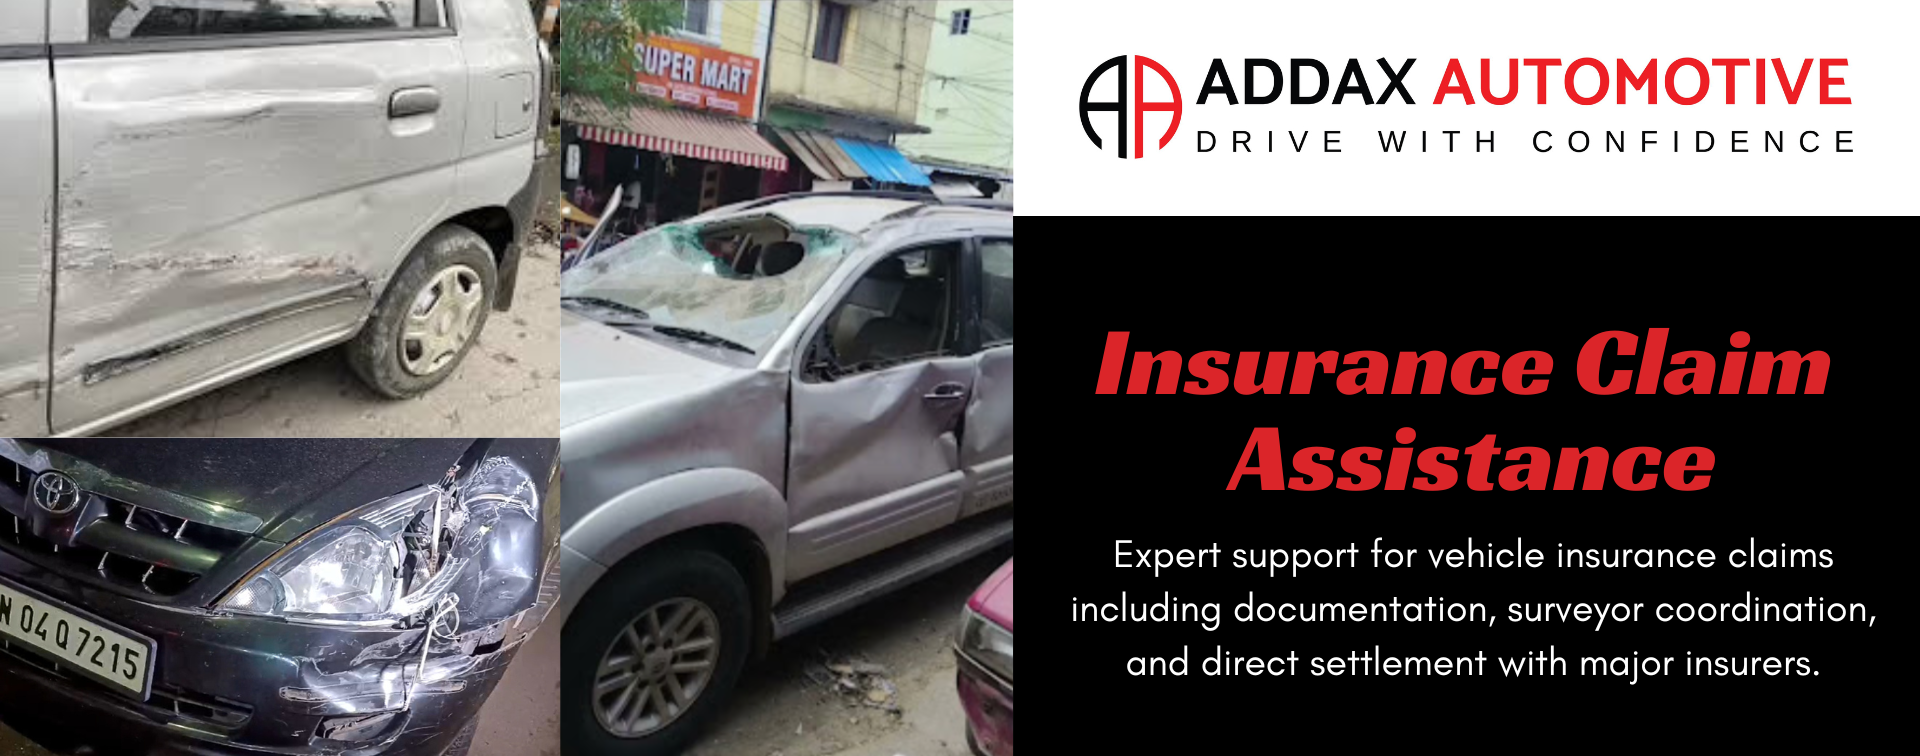 SUPER MART
N 04 Q 7215
ADDAX AUTOMOTIVE
DRIVE WITH CONFIDENCE
Insurance Claim
Assistance
Expert support for vehicle insurance claims
including documentation, surveyor coordination,
and direct settlement with major insurers.